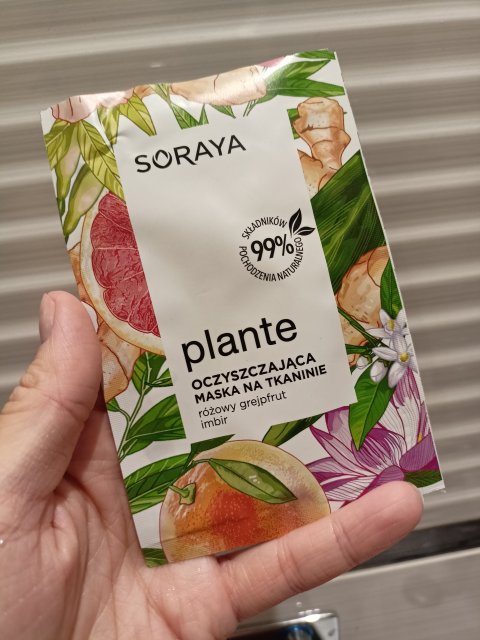 SORAYA
SKŁADNIKÓW
99%
POCHODZENIA NATURALNEGO
plante
OCZYSZCZAJĄCA
MASKA NA TKANINIE
różowy grejpfrut
imbir